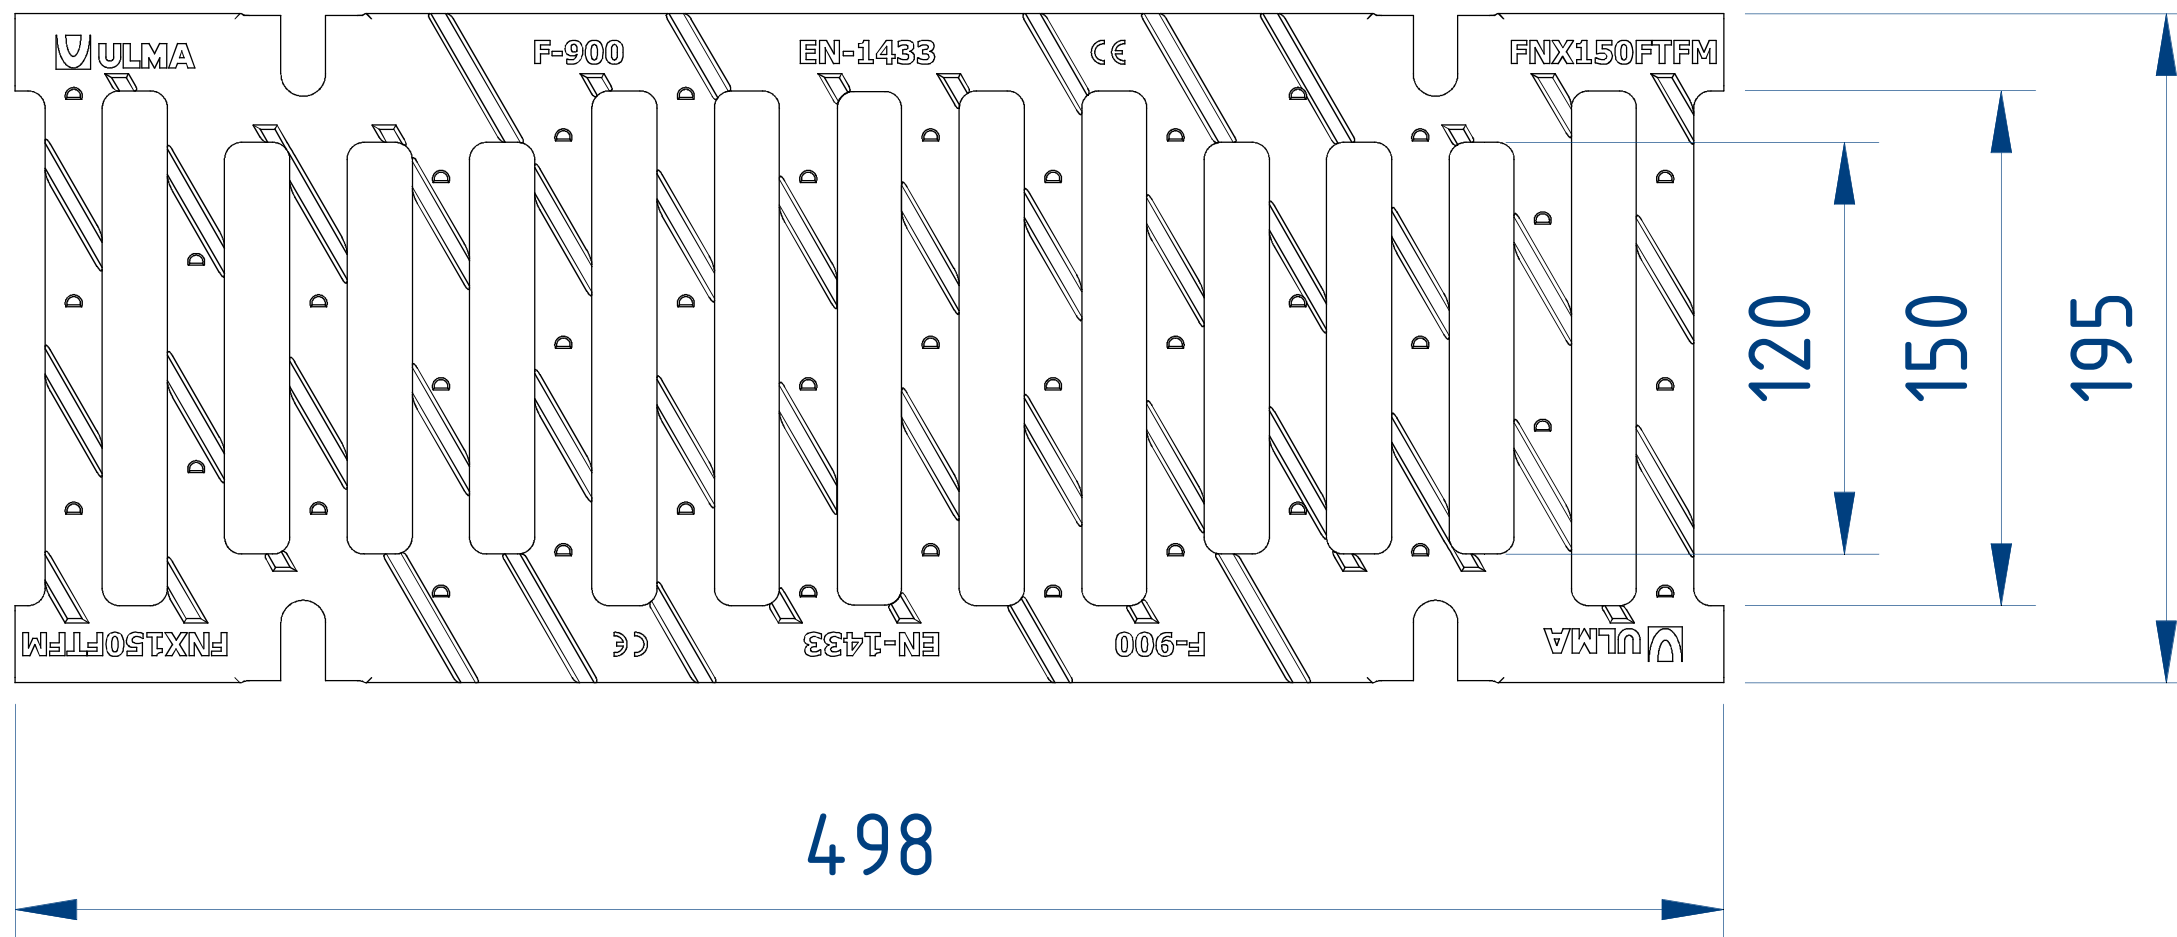 ULMA F-900 EN-1433 CE FNX150FTFM
120
150
195
FNX150FTFM CE EN-1433 F-900 ULMA
498